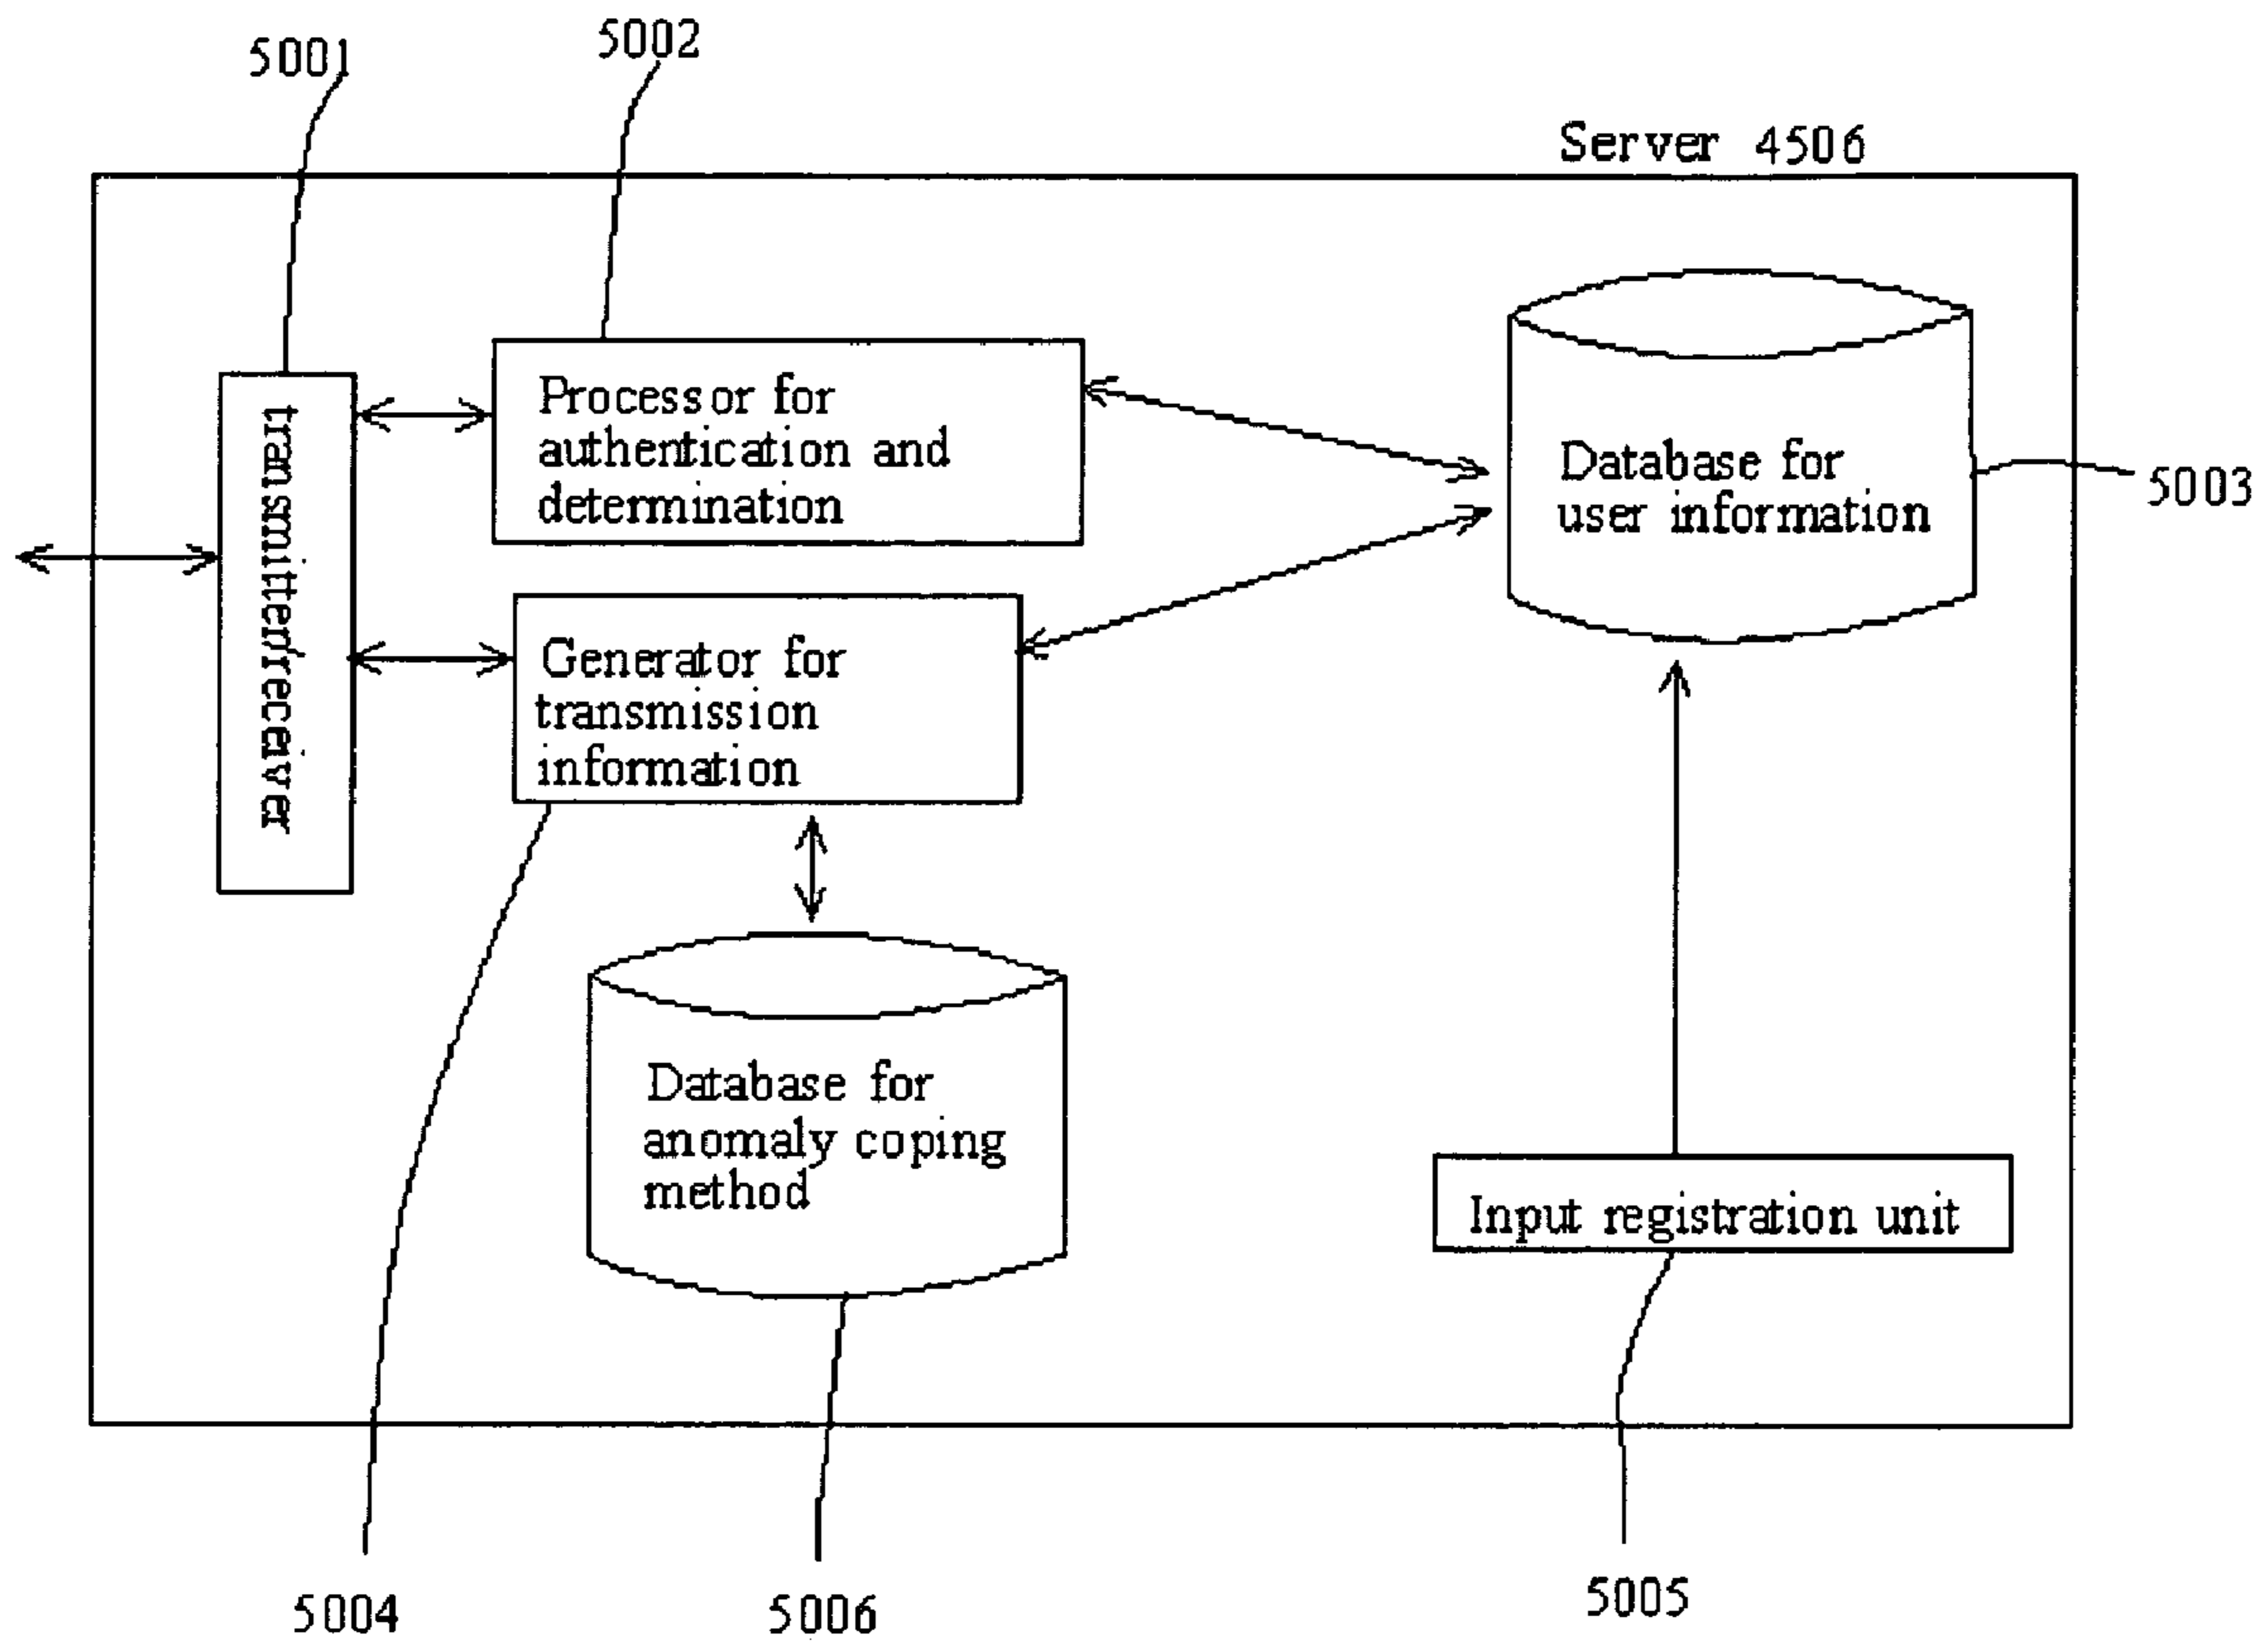 5001
5002
Server 4506
transmitter/receiver
Processor for
authentication and
determination
Database for
user information
5003
Generator for
transmission
information
Database for
anomaly coping
method
Input registration unit
5004
5006
5005